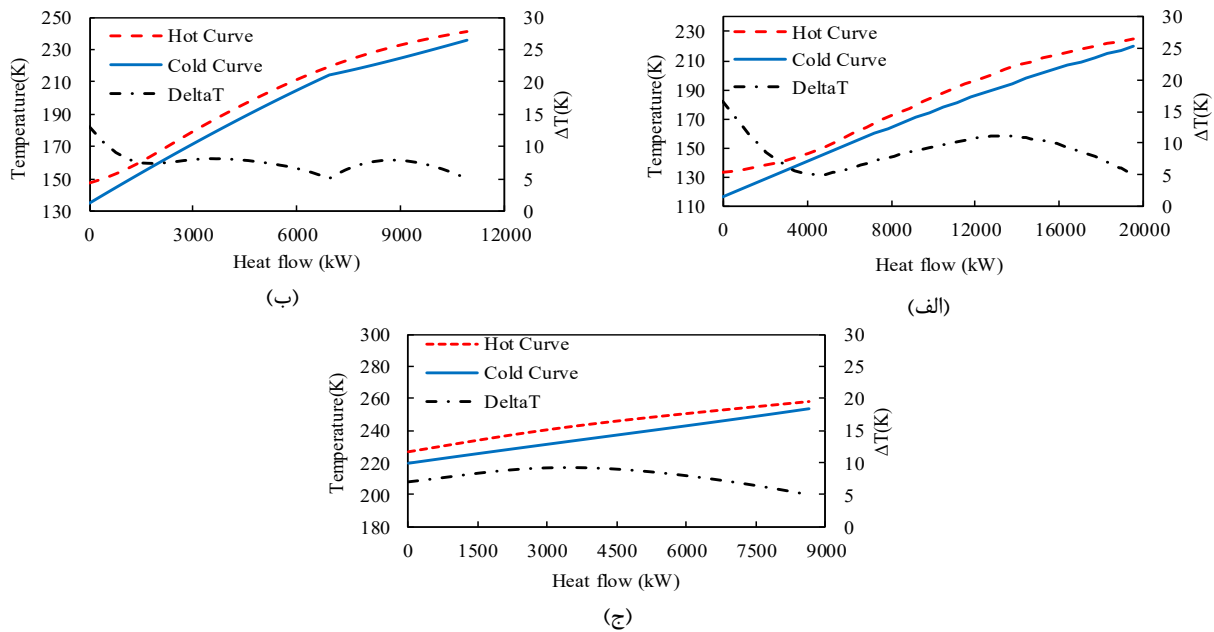 250
230
210
190
170
150
130
Temperature(K)
Hot Curve
Cold Curve
DeltaT
30
25
20
15
10
5
0
ΔT(K)
0 3000 6000 9000 12000
Heat flow (kW)
(ب)
230
210
190
170
150
130
110
Temperature(K)
Hot Curve
Cold Curve
DeltaT
30
25
20
15
10
5
0
ΔT(K)
0 4000 8000 12000 16000 20000
Heat flow (kW)
(الف)
300
280
260
240
220
200
180
Temperature(K)
Hot Curve
Cold Curve
DeltaT
30
25
20
15
10
5
0
ΔT(K)
0 1500 3000 4500 6000 7500 9000
Heat flow (kW)
(ج)